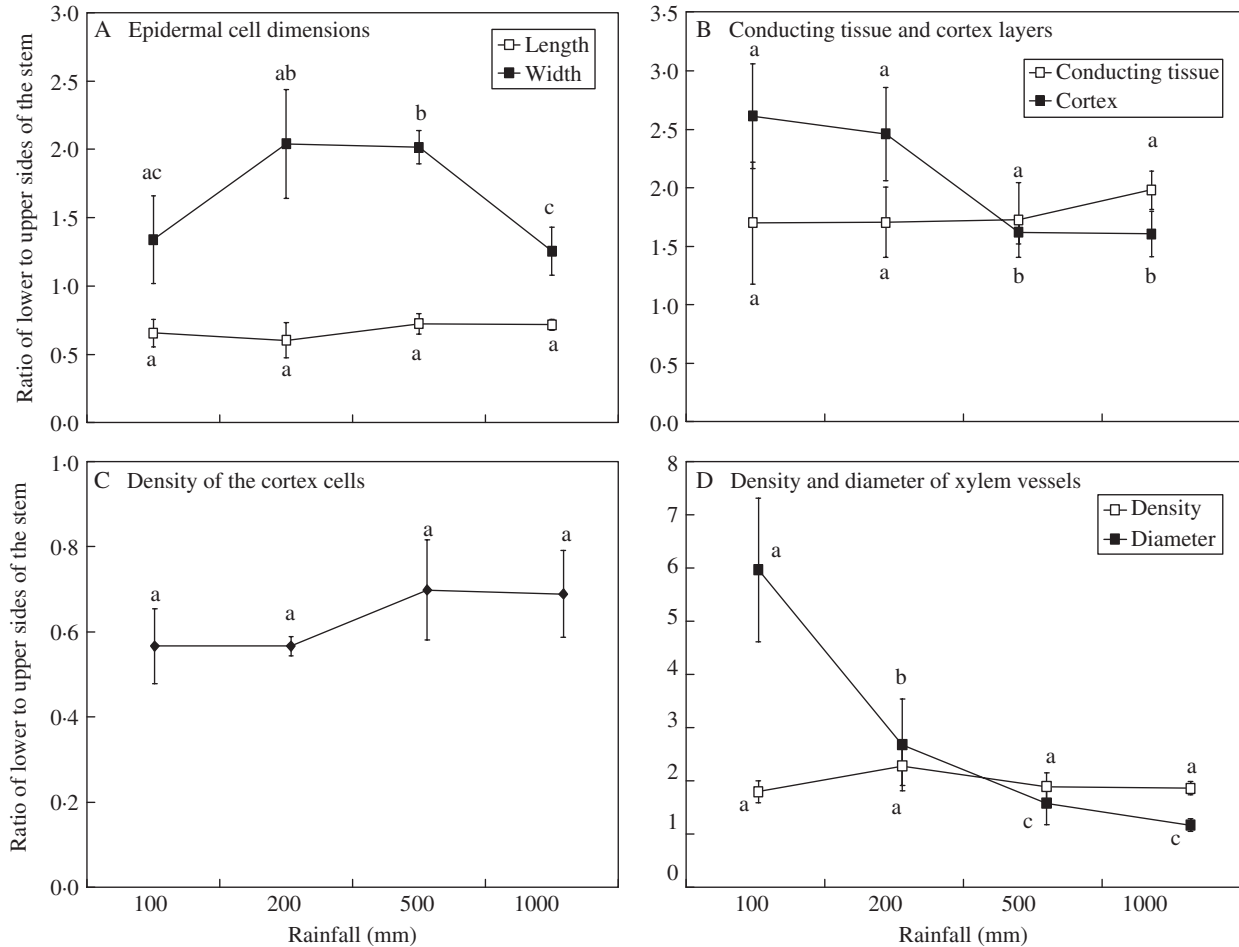 A Epidermal cell dimensions
Length
Width
3·0
2·5
2·0
1·5
1·0
0·5
0·0
ac
ab
b
c
a
a
a
a
Ratio of lower to upper sides of the stem
B Conducting tissue and cortex layers
Conducting tissue
Cortex
3·5
3·0
2·5
2·0
1·5
1·0
0·5
0·0
a
a
a
a
a
a
b
b
C Density of the cortex cells
1·0
0·8
0·6
0·4
0·2
0·0
a
a
a
a
Ratio of lower to upper sides of the stem
100
200
500
1000
Rainfall (mm)
D Density and diameter of xylem vessels
Density
Diameter
8
7
6
5
4
3
2
1
0
a
b
a
a
a
a
c
c
100
200
500
1000
Rainfall (mm)